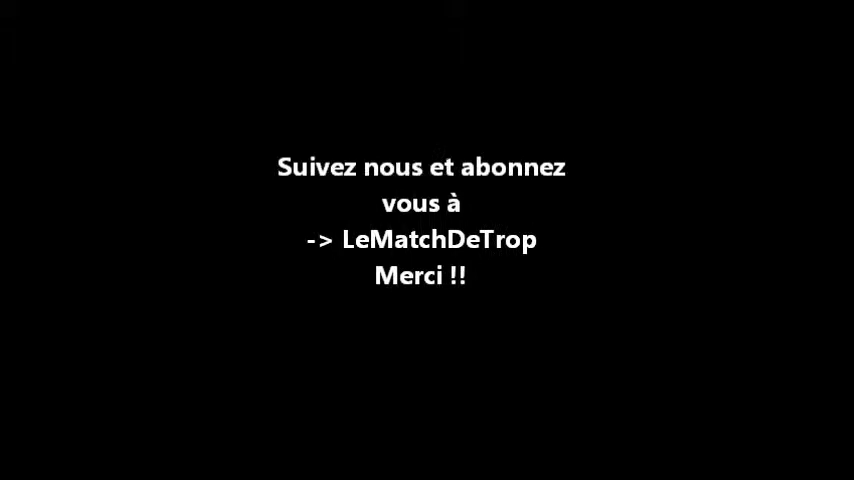 Suivez nous et abonnez
vous à
-> LeMatchDeTrop
Merci !!